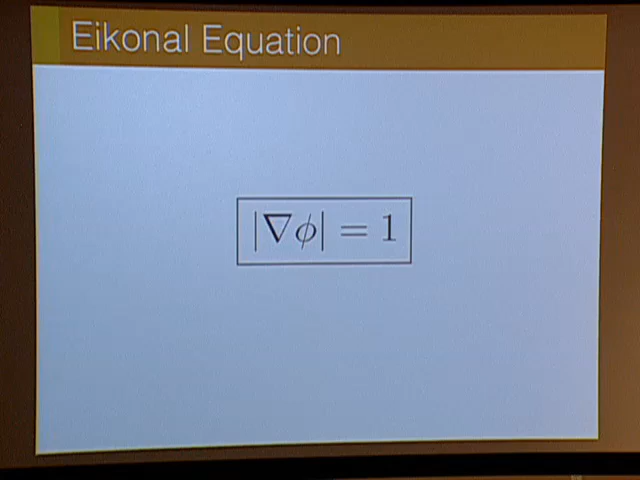 Eikonal Equation
|∇ϕ| = 1